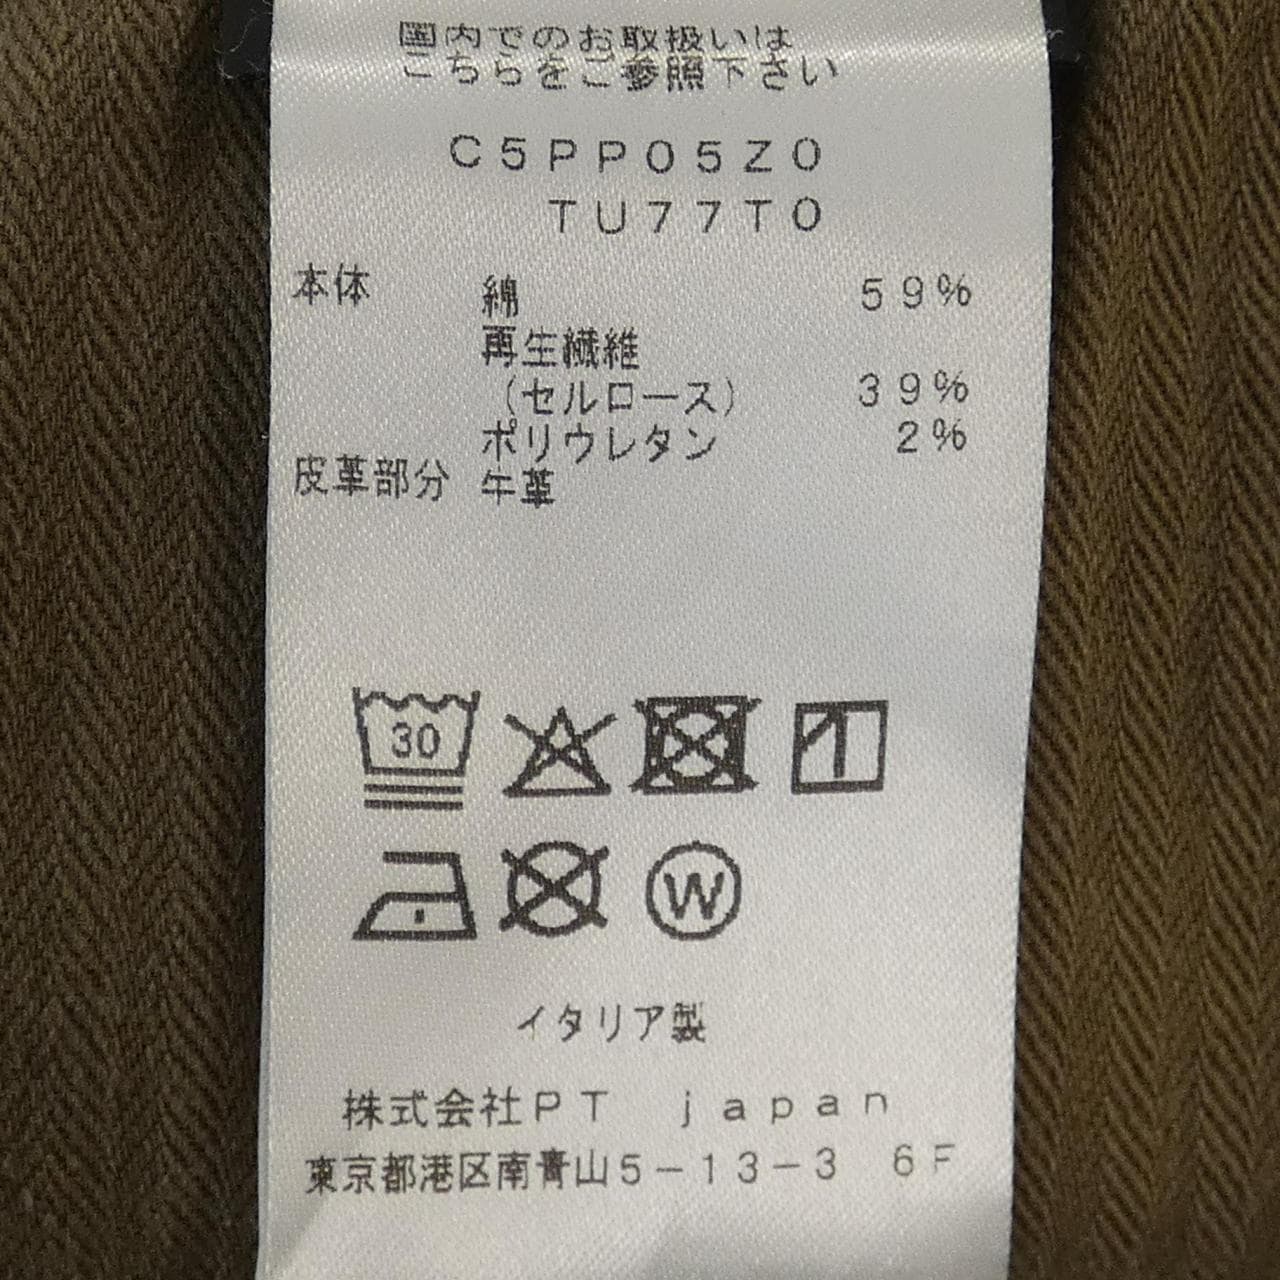 国内でのお取扱いは
こちらをご参照下さい
C5PP05Z0
TU77T0
本体 綿 59%
再生繊維
(セルロース) 39%
ポリウレタン 2%
皮革部分 牛革
30
W
イタリア製
株式会社PT japan
東京都港区南青山5-13-3 6F